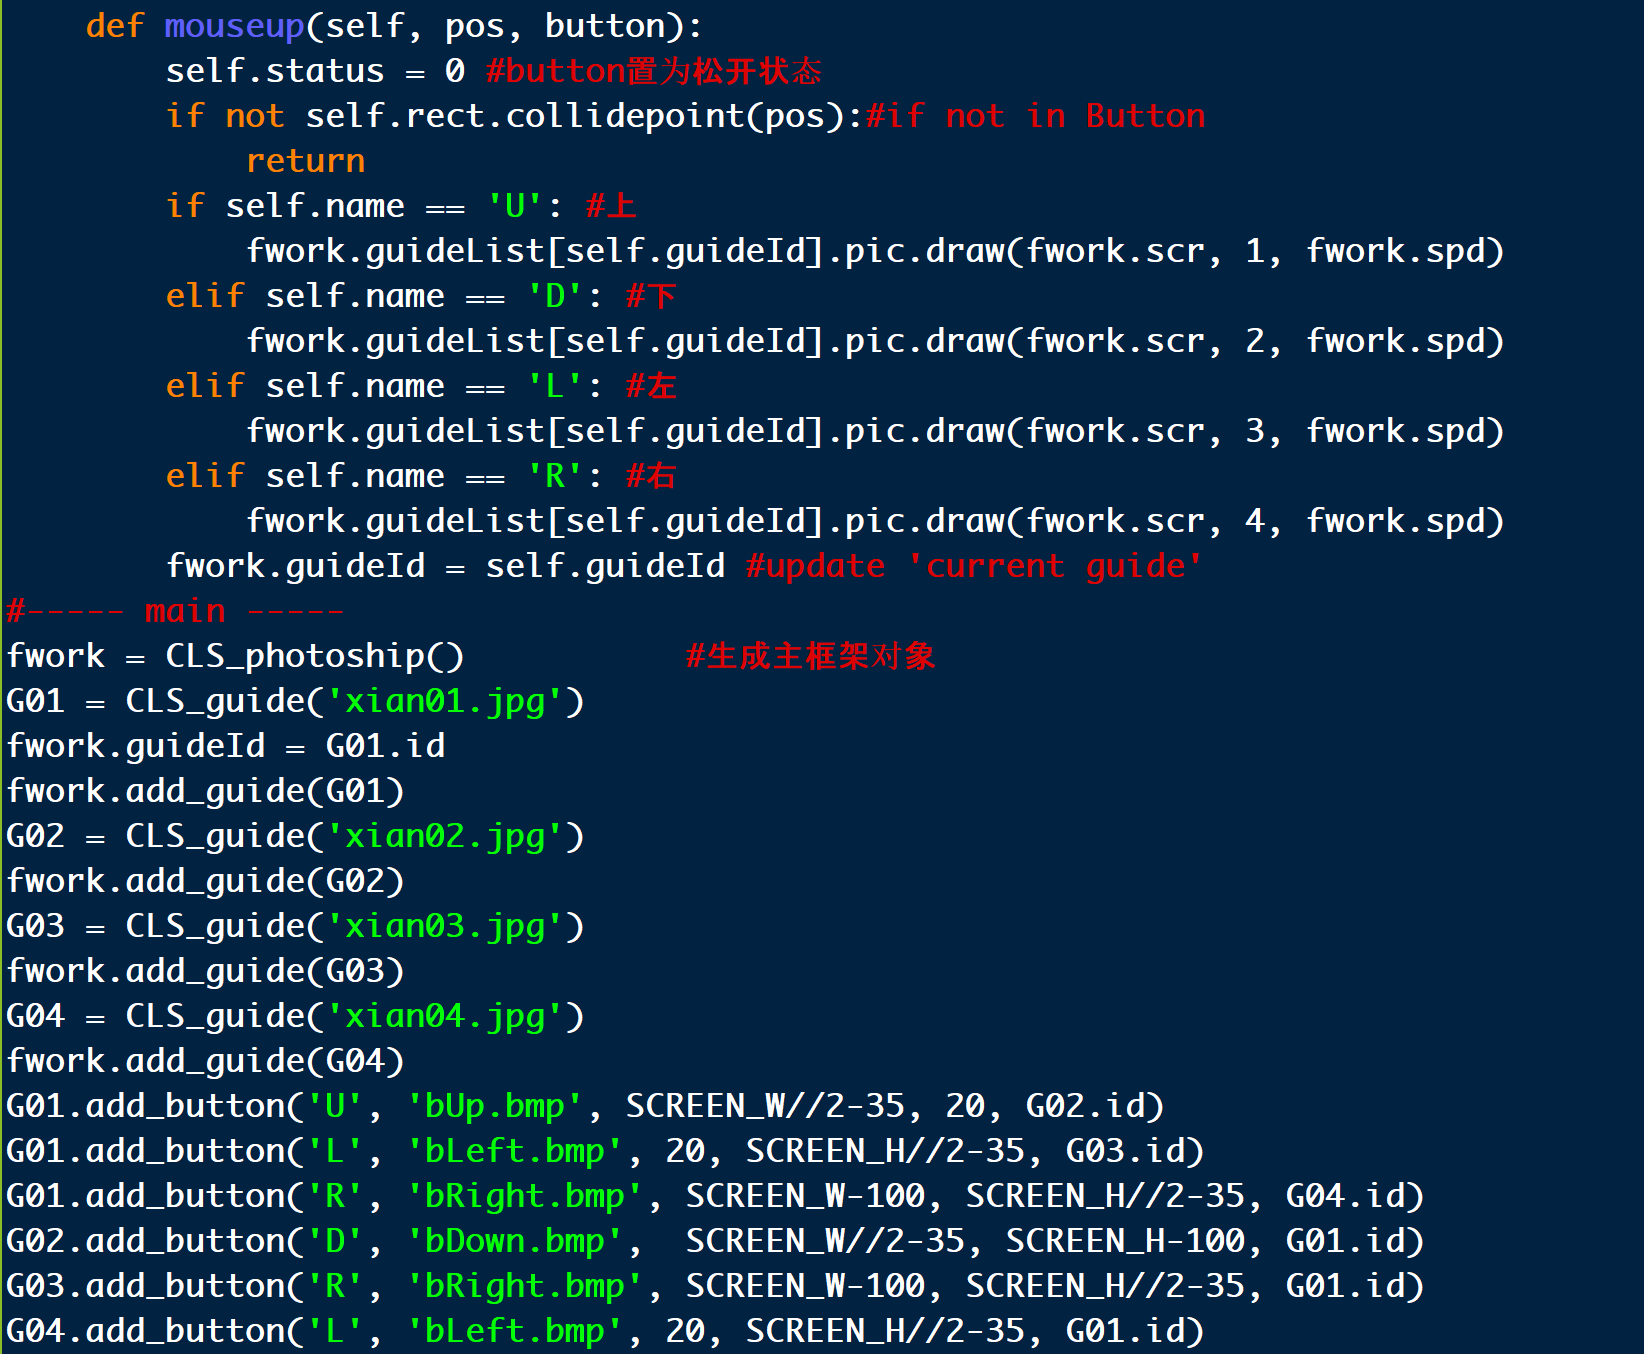 def mouseup(self, pos, button):
        self.status = 0 #button置为松开状态
        if not self.rect.collidepoint(pos):#if not in Button
            return
        if self.name == 'U': #上
            fwork.guideList[self.guideId].pic.draw(fwork.scr, 1, fwork.spd)
        elif self.name == 'D': #下
            fwork.guideList[self.guideId].pic.draw(fwork.scr, 2, fwork.spd)
        elif self.name == 'L': #左
            fwork.guideList[self.guideId].pic.draw(fwork.scr, 3, fwork.spd)
        elif self.name == 'R': #右
            fwork.guideList[self.guideId].pic.draw(fwork.scr, 4, fwork.spd)
        fwork.guideId = self.guideId #update 'current guide'
#----- main -----
fwork = CLS_photoship()           #生成主框架对象
G01 = CLS_guide('xian01.jpg')
fwork.guideId = G01.id
fwork.add_guide(G01)
G02 = CLS_guide('xian02.jpg')
fwork.add_guide(G02)
G03 = CLS_guide('xian03.jpg')
fwork.add_guide(G03)
G04 = CLS_guide('xian04.jpg')
fwork.add_guide(G04)
G01.add_button('U', 'bUp.bmp', SCREEN_W//2-35, 20, G02.id)
G01.add_button('L', 'bLeft.bmp', 20, SCREEN_H//2-35, G03.id)
G01.add_button('R', 'bRight.bmp', SCREEN_W-100, SCREEN_H//2-35, G04.id)
G02.add_button('D', 'bDown.bmp',  SCREEN_W//2-35, SCREEN_H-100, G01.id)
G03.add_button('R', 'bRight.bmp', SCREEN_W-100, SCREEN_H//2-35, G01.id)
G04.add_button('L', 'bLeft.bmp', 20, SCREEN_H//2-35, G01.id)